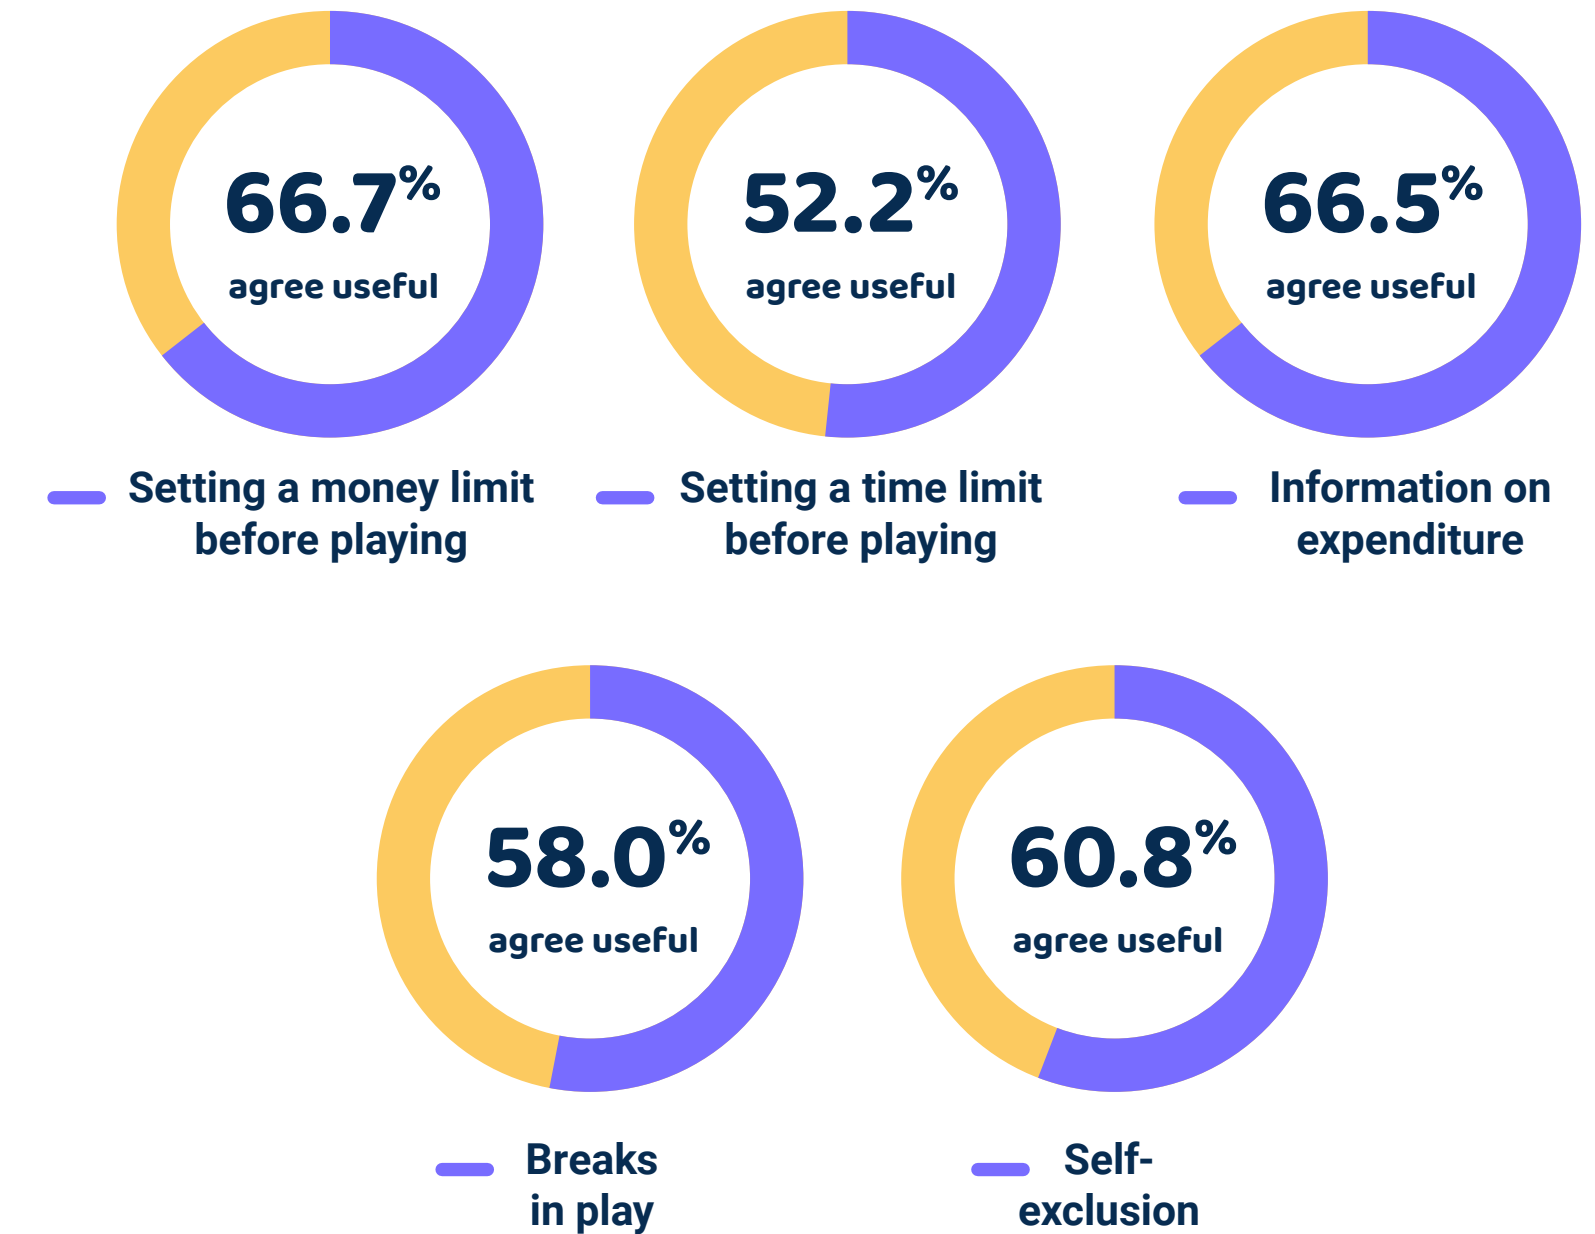 66.7%
agree useful
52.2%
agree useful
66.5%
agree useful
Setting a money limit
before playing
Setting a time limit
before playing
Information on
expenditure
58.0%
agree useful
60.8%
agree useful
Breaks
in play
Self-
exclusion